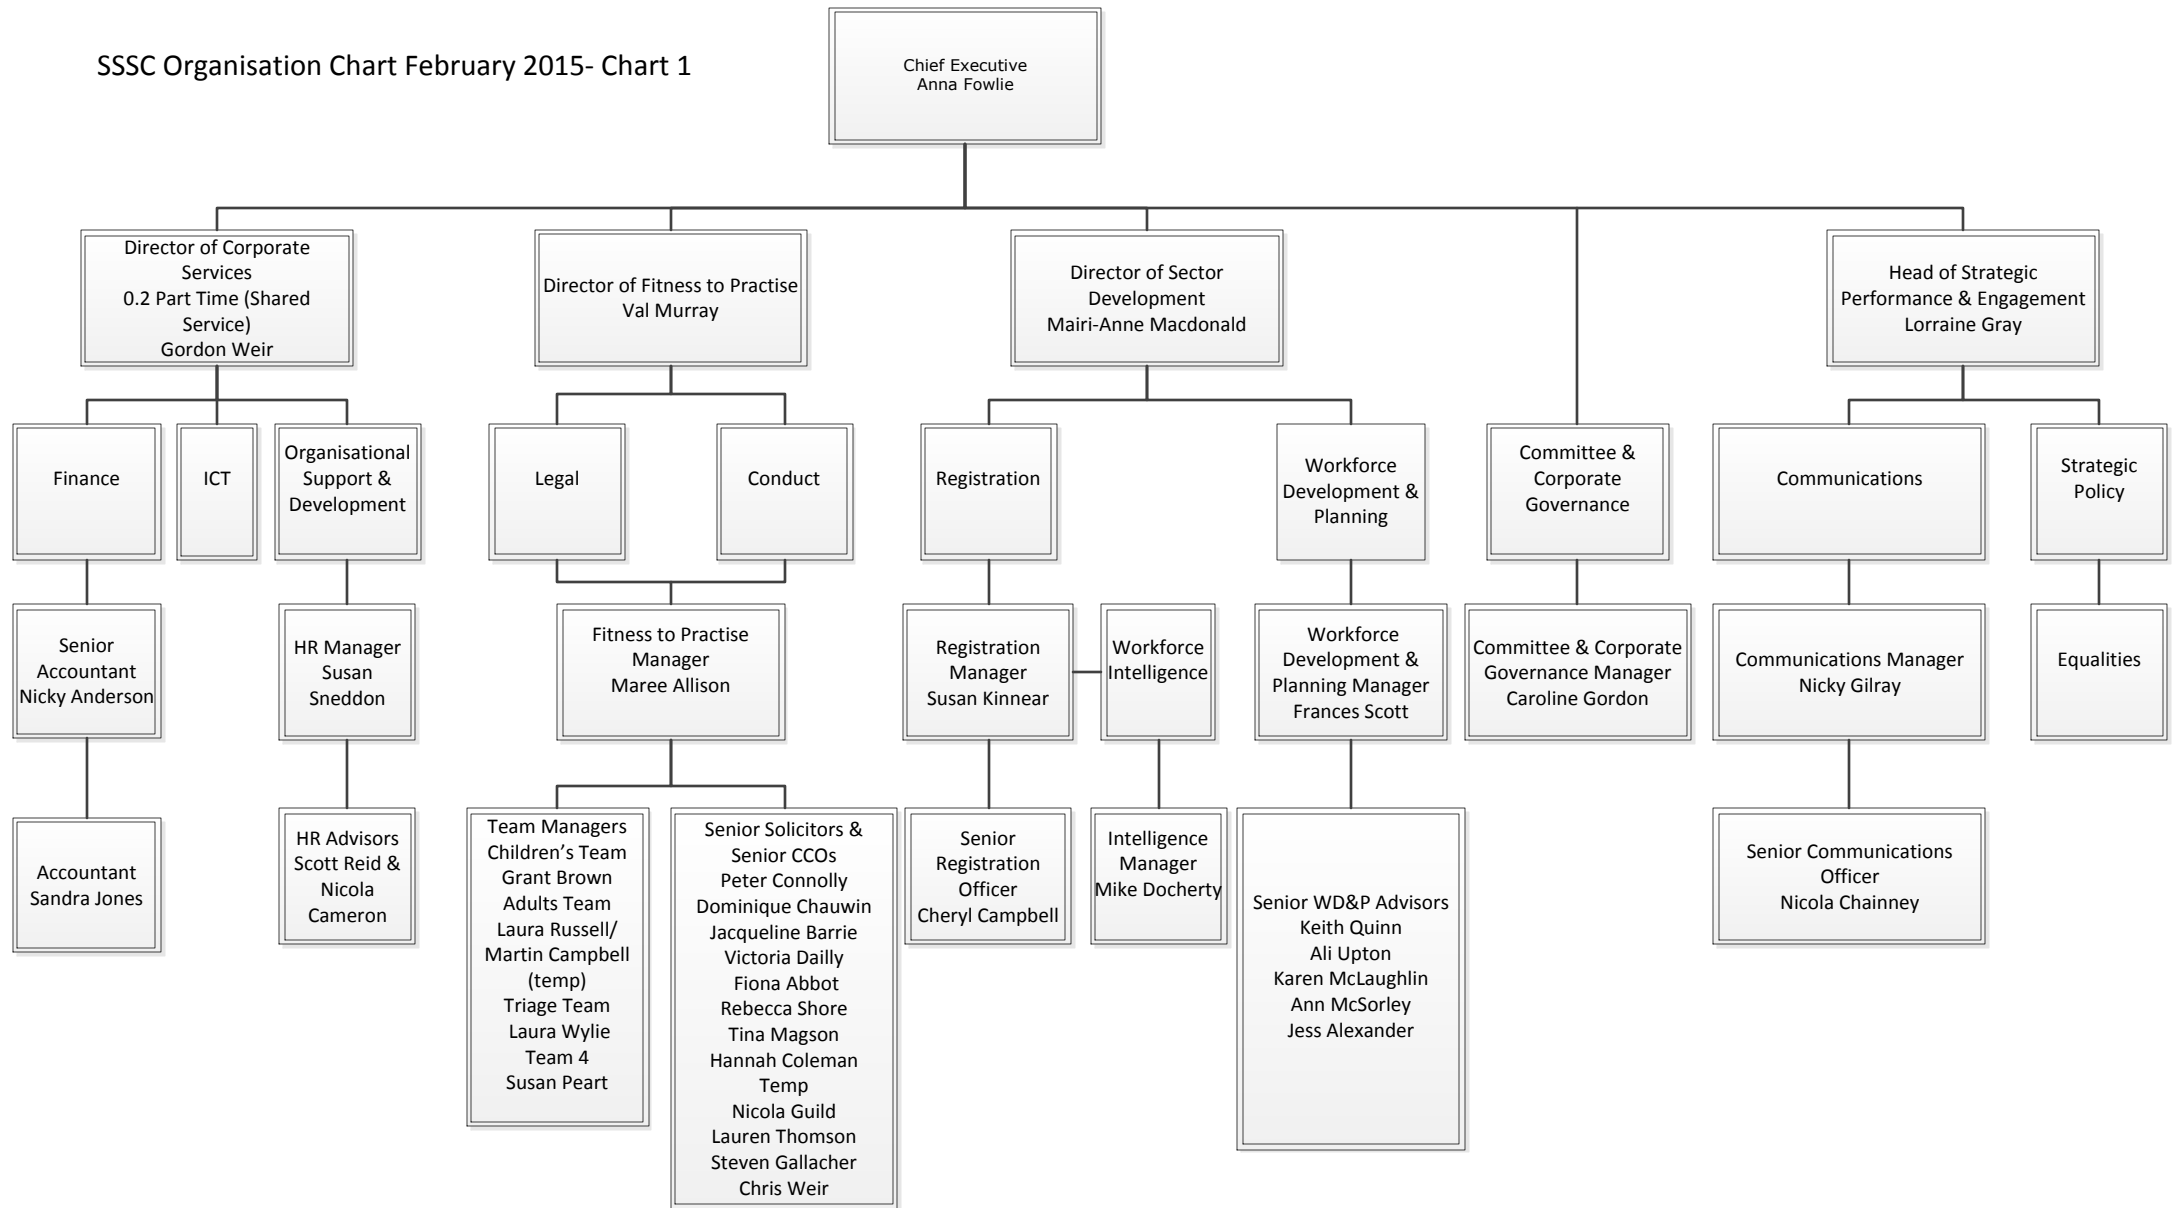 SSSC Organisation Chart February 2015- Chart 1
Chief Executive
Anna Fowlie
Director of Corporate
Services
0.2 Part Time (Shared
Service)
Gordon Weir
Director of Fitness to Practise
Val Murray
Director of Sector
Development
Mairi-Anne Macdonald
Head of Strategic
Performance & Engagement
Lorraine Gray
Finance
ICT
Organisational
Support &
Development
Legal
Conduct
Registration
Workforce
Development &
Planning
Committee &
Corporate
Governance
Communications
Strategic
Policy
Senior
Accountant
Nicky Anderson
HR Manager
Susan
Sneddon
Fitness to Practise
Manager
Maree Allison
Registration
Manager
Susan Kinnear
Workforce
Intelligence
Workforce
Development &
Planning Manager
Frances Scott
Committee & Corporate
Governance Manager
Caroline Gordon
Communications Manager
Nicky Gilray
Equalities
Accountant
Sandra Jones
HR Advisors
Scott Reid &
Nicola
Cameron
Team Managers
Children’s Team
Grant Brown
Adults Team
Laura Russell/
Martin Campbell
(temp)
Triage Team
Laura Wylie
Team 4
Susan Peart
Senior Solicitors &
Senior CCOs
Peter Connolly
Dominique Chauwin
Jacqueline Barrie
Victoria Dailly
Fiona Abbot
Rebecca Shore
Tina Magson
Hannah Coleman
Temp
Nicola Guild
Lauren Thomson
Steven Gallacher
Chris Weir
Senior
Registration
Officer
Cheryl Campbell
Intelligence
Manager
Mike Docherty
Senior WD&P Advisors
Keith Quinn
Ali Upton
Karen McLaughlin
Ann McSorley
Jess Alexander
Senior Communications
Officer
Nicola Chainney